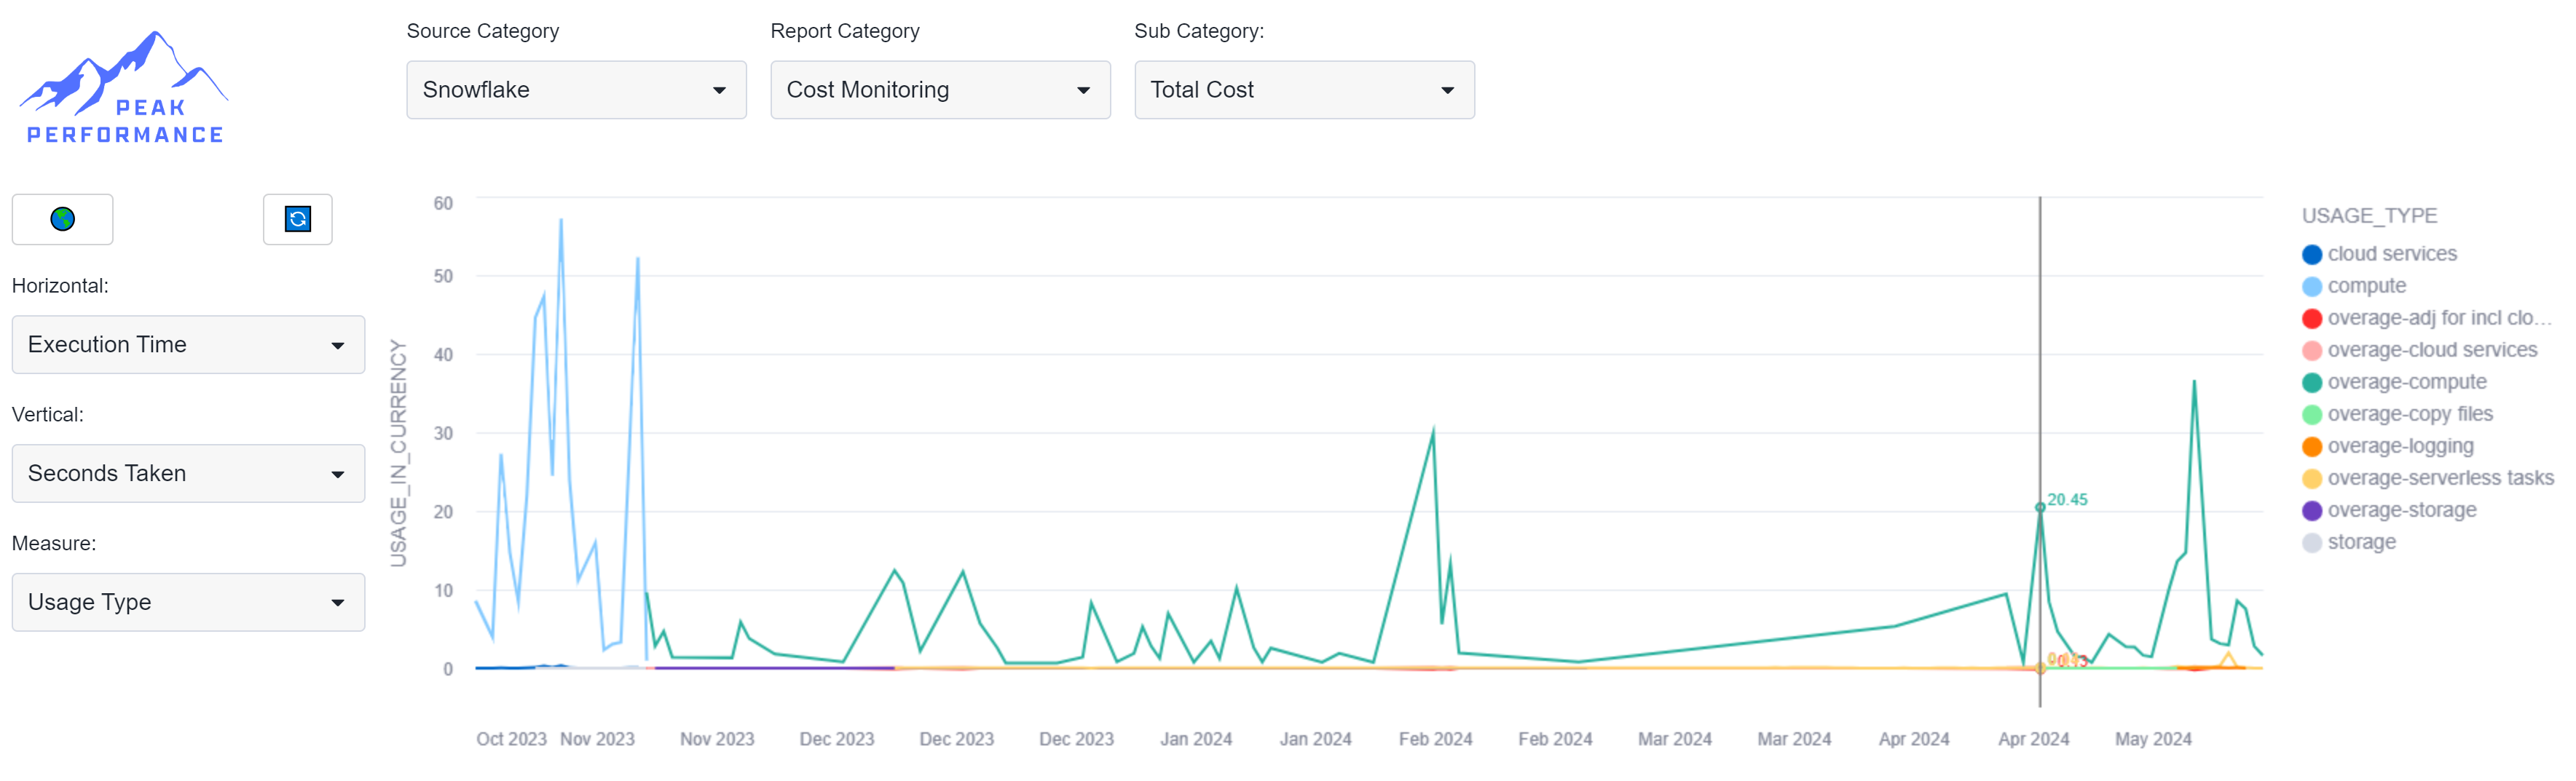 PEAK
PERFORMANCE
Source Category
Report Category
Sub Category:
Snowflake
Cost Monitoring
Total Cost
Horizontal:
Execution Time
Vertical:
Seconds Taken
Measure:
Usage Type
USAGE_IN_CURRENCY
60
50
40
30
20
10
0
20.45
Oct 2023
Nov 2023
Nov 2023
Dec 2023
Dec 2023
Dec 2023
Jan 2024
Jan 2024
Feb 2024
Feb 2024
Mar 2024
Mar 2024
Apr 2024
Apr 2024
May 2024
USAGE_TYPE
cloud services
compute
overage-adj for incl clo…
overage-cloud services
overage-compute
overage-copy files
overage-logging
overage-serverless tasks
overage-storage
storage